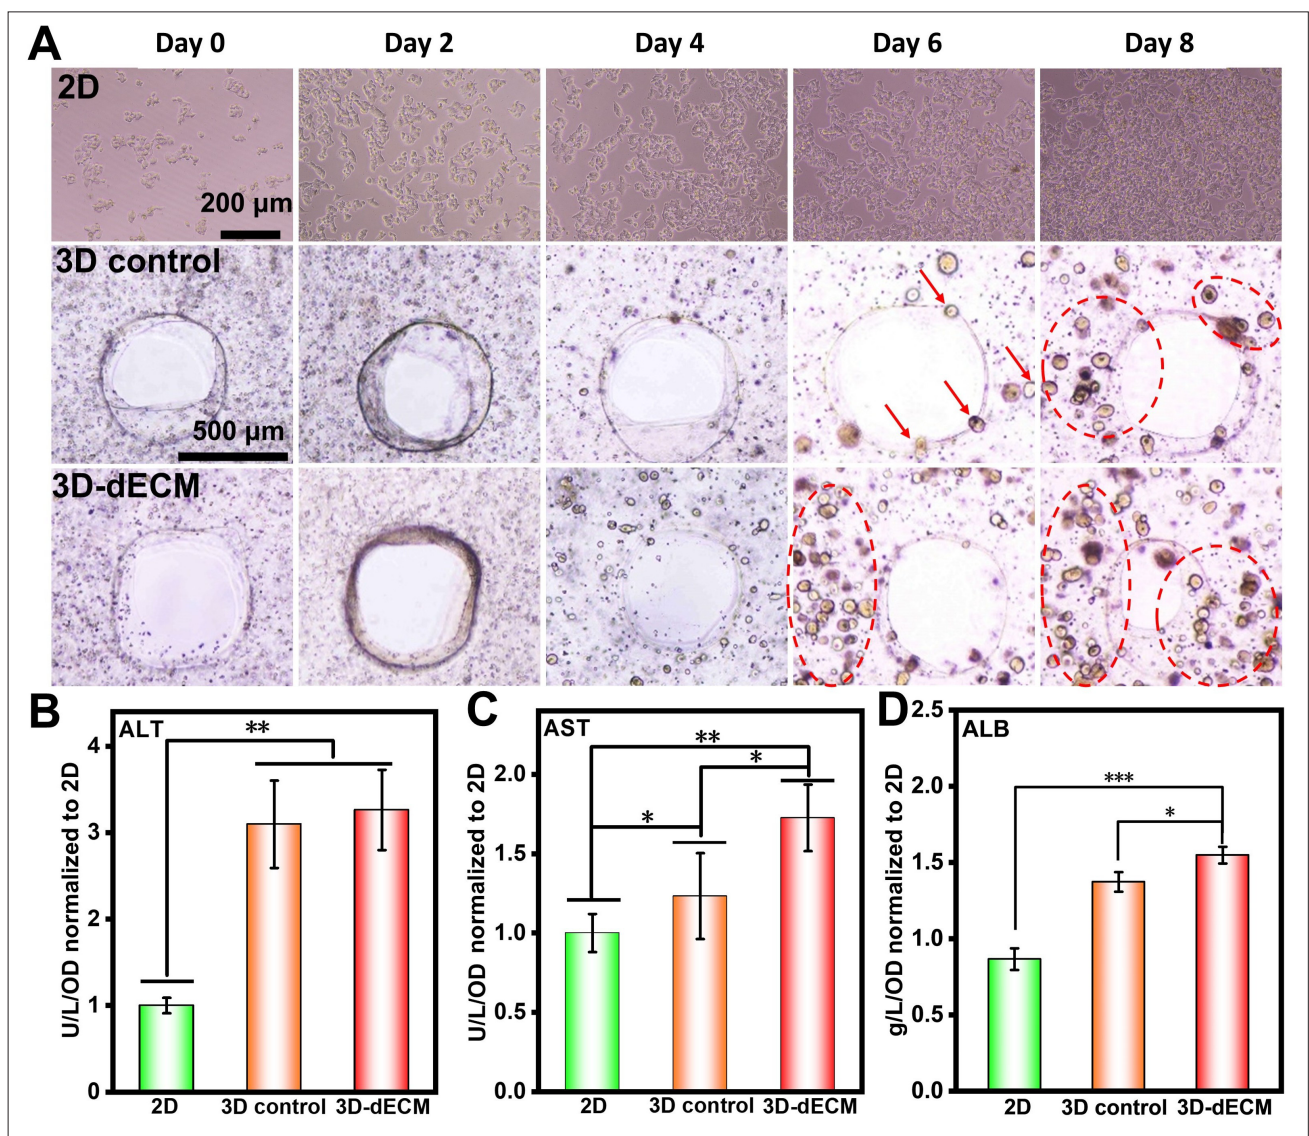 A
Day 0
Day 2
Day 4
Day 6
Day 8
2D
200 μm
3D control
500 μm
3D-dECM
B
ALT
**
U/L/OD normalized to 2D
4
3
2
1
0
2D
3D control
3D-dECM
C
AST
**
*
*
U/L/OD normalized to 2D
2.0
1.5
1.0
0.5
0.0
2D
3D control
3D-dECM
D
ALB
***
*
g/L/OD normalized to 2D
2.5
2.0
1.5
1.0
0.5
0.0
2D
3D control
3D-dECM